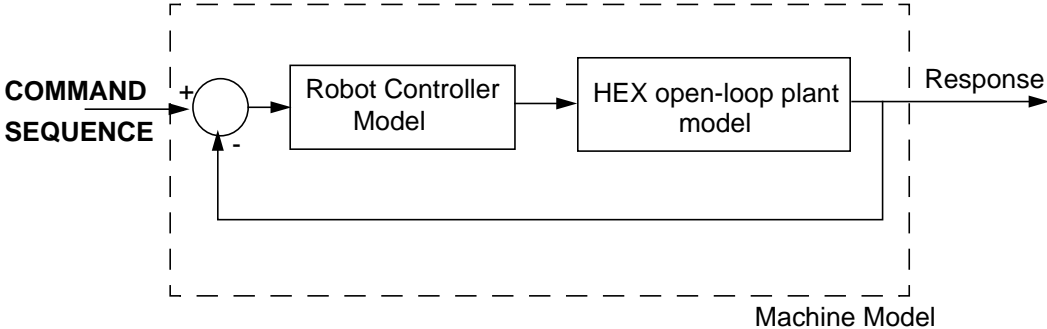 COMMAND
SEQUENCE
+
-
Robot Controller
Model
HEX open-loop plant
model
Response
Machine Model